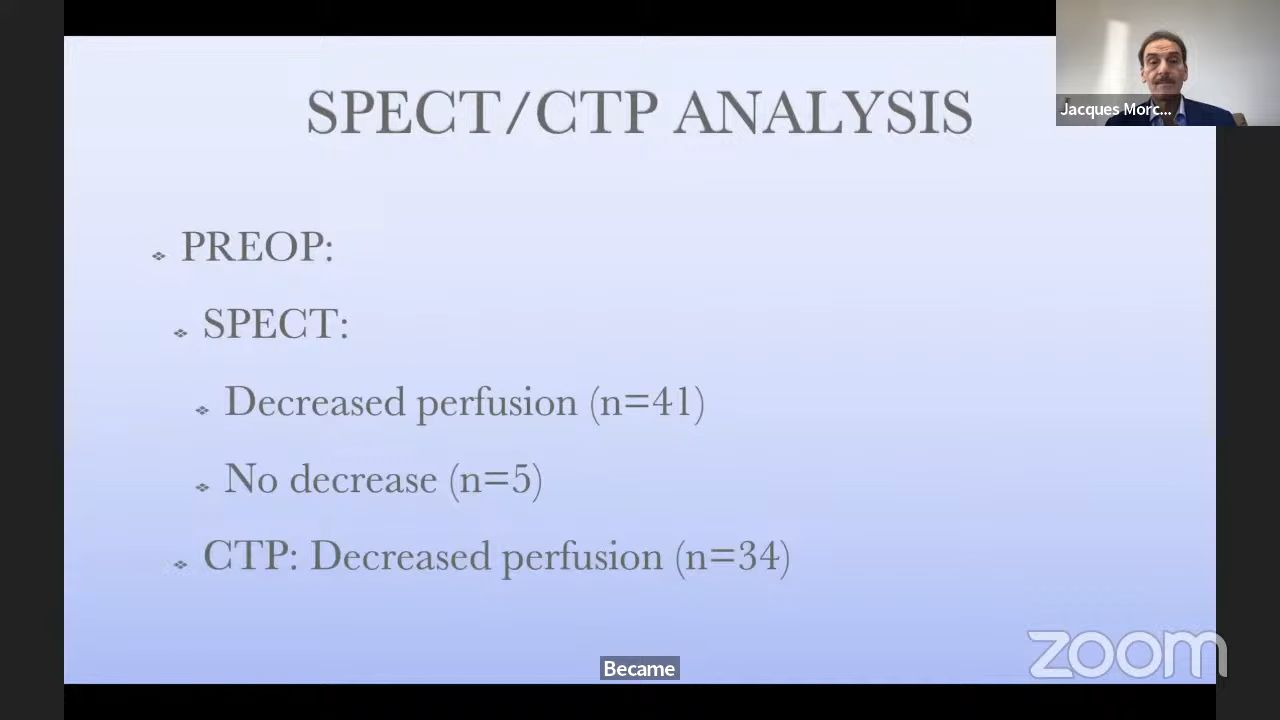 SPECT/CTP ANALYSIS
Jacques Morc...
PREOP:
SPECT:
Decreased perfusion (n=41)
No decrease (n=5)
CTP: Decreased perfusion (n=34)
Became
zoom